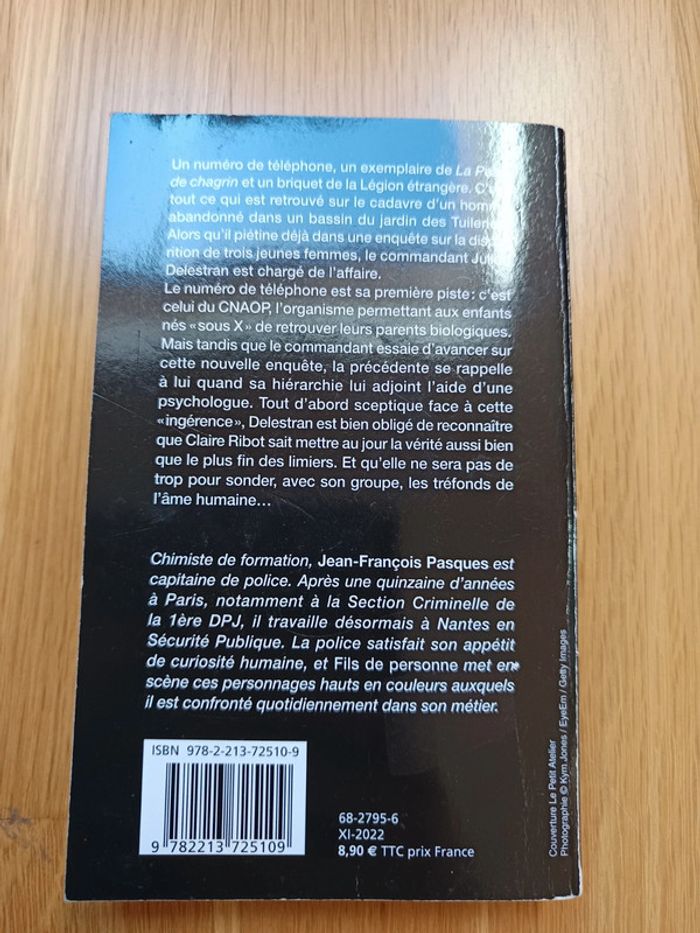 Un numéro de téléphone, un exemplaire de La
de chagrin et un briquet de la Légion étrangère.
tout ce qui est retrouvé sur le cadavre d'un
abandonné dans un bassin du jardin des
Alors qu'il piétine déjà dans une enquête sur la
rition de trois jeunes femmes, le commandant
Delestran est chargé de l'affaire.
Le numéro de téléphone est sa première piste : c'est
celui du CNAOP, l'organisme permettant aux enfants
nés « sous X » de retrouver leurs parents biologiques.
Mais tandis que le commandant essaie d'avancer sur
cette nouvelle enquête, la précédente se rappelle
à lui quand sa hiérarchie lui adjoint l'aide d'une
psychologue. Tout d'abord sceptique face à cette
« ingérence », Delestran est bien obligé de reconnaître
que Claire Ribot sait mettre au jour la vérité aussi bien
que le plus fin des limiers. Et qu'elle ne sera pas de
trop pour sonder, avec son groupe, les tréfonds de
l'âme humaine…
Chimiste de formation, Jean-François Pasques est
capitaine de police. Après une quinzaine d'années
à Paris, notamment à la Section Criminelle de
la 1ère DPJ, il travaille désormais à Nantes en
Sécurité Publique. La police satisfait son appétit
de curiosité humaine, et Fils de personne met en
scène ces personnages hauts en couleurs auxquels
il est confronté quotidiennement dans son métier.
ISBN 978-2-213-72510-9
9 782213 725109
68-2795-6
XI-2022
8,90 € TTC prix France
Couverture Le Petit Atelier
Photographie © Kym Jones / EyeEm / Getty Images